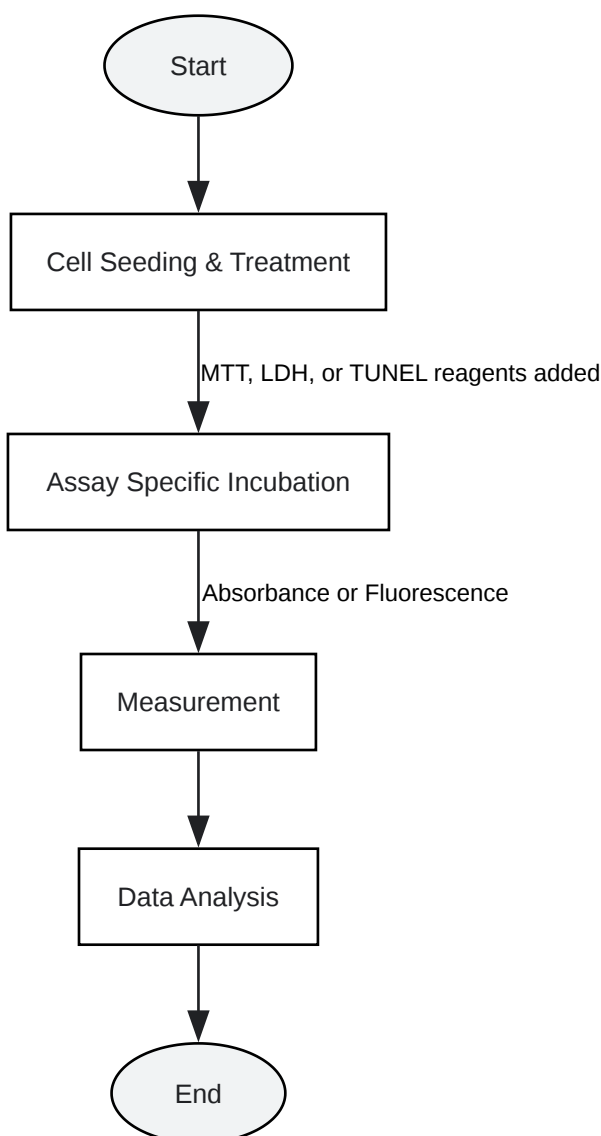 Start
Cell Seeding & Treatment
MTT, LDH, or TUNEL reagents added
Assay Specific Incubation
Absorbance or Fluorescence
Measurement
Data Analysis
End